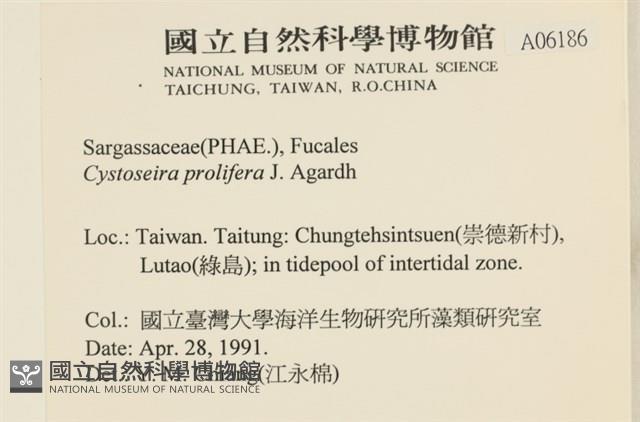 國立自然科學博物館
A06186
NATIONAL MUSEUM OF NATURAL SCIENCE
TAICHUNG, TAIWAN, R.O.CHINA
Sargassaceae(PHAE.), Fucales
Cystoseira prolifera J. Agardh
Loc.: Taiwan. Taitung: Chungtehsintsuen(崇德新村),
Lutao(綠島); in tidepool of intertidal zone.
Col.: 國立臺灣大學海洋生物研究所藻類研究室
Date: Apr. 28, 1991.
Det.: Y. M. Chiang(江永棉)
國立自然科學博物館
NATIONAL MUSEUM OF NATURAL SCIENCE